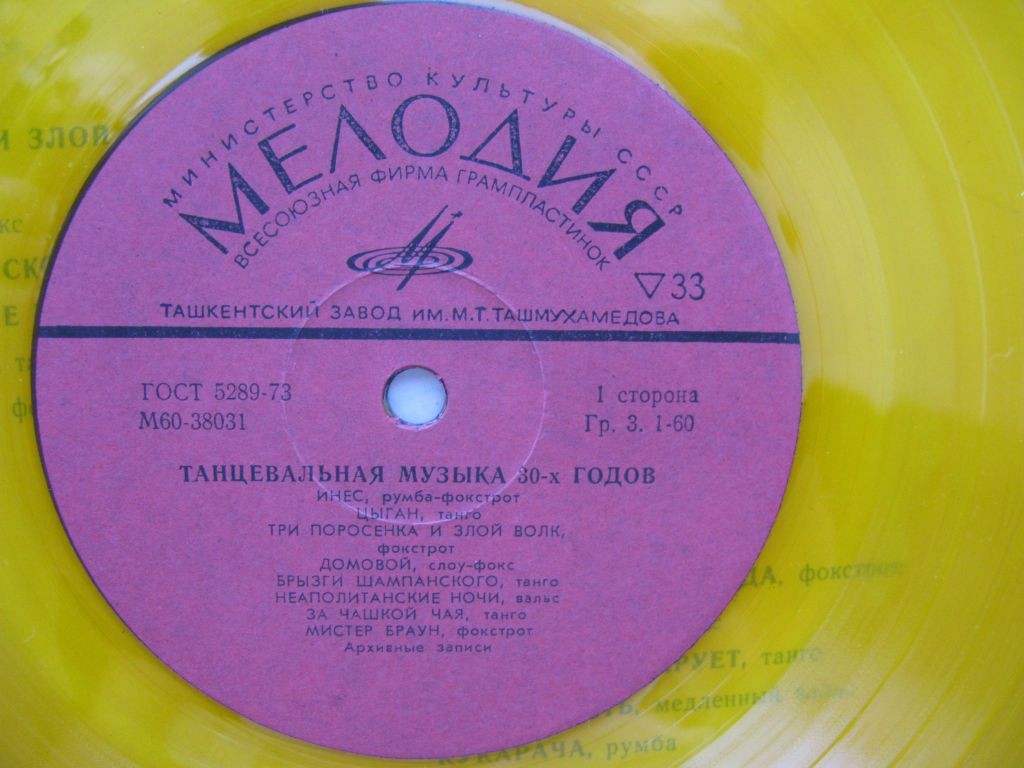 МИНИСТЕРСТВО КУЛЬТУРЫ СССР
МЕЛОДИЯ
ВСЕСОЮЗНАЯ ФИРМА ГРАМПЛАСТИНОК
33
ТАШКЕНТСКИЙ ЗАВОД ИМ.М.Т.ТАШМУХАМЕДОВА
ГОСТ 5289-73
М60-38031
1 сторона
Гр. 3. 1-60
ТАНЦЕВАЛЬНАЯ МУЗЫКА 30-х ГОДОВ
ИНЕС, румба-фокстрот
ЦЫГАН, танго
ТРИ ПОРОСЕНКА И ЗЛОЙ ВОЛК,
фокстрот
ДОМОВОЙ, слоу-фокс
БРЫЗГИ ШАМПАНСКОГО, танго
НЕАПОЛИТАНСКИЕ НОЧИ, вальс
ЗА ЧАШКОЙ ЧАЯ, танго
МИСТЕР БРАУН, фокстрот
Архивные записи
И ЗЛОЙ
ДА, фокстрот
РУЕТ, танго
медленный
КУКАРАЧА, румба